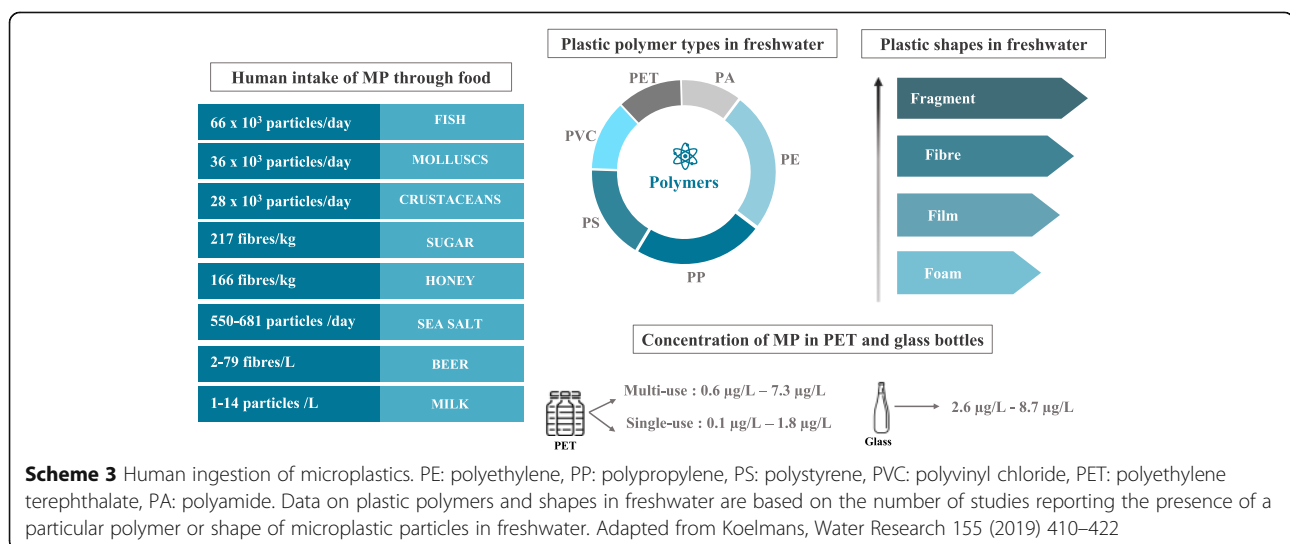 Human intake of MP through food
66 x 10³ particles/day FISH
36 x 10³ particles/day MOLLUSCS
28 x 10³ particles/day CRUSTACEANS
217 fibres/kg SUGAR
166 fibres/kg HONEY
550-681 particles /day SEA SALT
2-79 fibres/L BEER
1-14 particles /L MILK
Plastic polymer types in freshwater
PET
PA
PVC
PE
Polymers
PS
PP
Plastic shapes in freshwater
Fragment
Fibre
Film
Foam
Concentration of MP in PET and glass bottles
Multi-use : 0.6 µg/L – 7.3 µg/L
Single-use : 0.1 µg/L – 1.8 µg/L
PET
2.6 µg/L - 8.7 µg/L
Glass
Scheme 3 Human ingestion of microplastics. PE: polyethylene, PP: polypropylene, PS: polystyrene, PVC: polyvinyl chloride, PET: polyethylene
terephthalate, PA: polyamide. Data on plastic polymers and shapes in freshwater are based on the number of studies reporting the presence of a
particular polymer or shape of microplastic particles in freshwater. Adapted from Koelmans, Water Research 155 (2019) 410–422